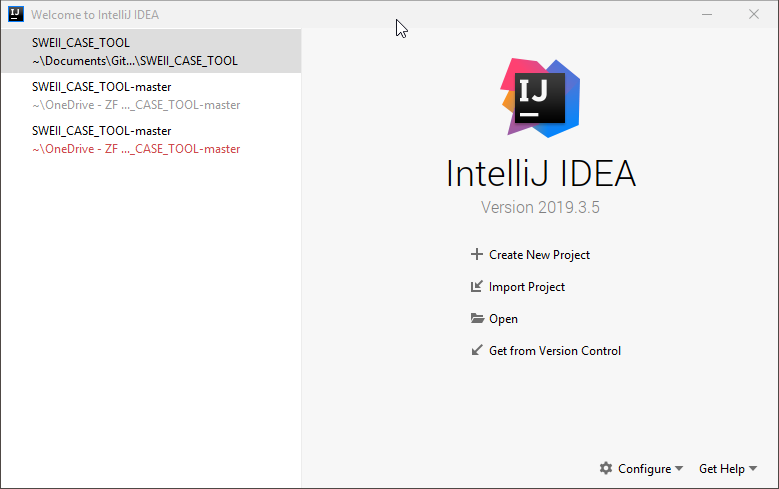 Welcome to IntelliJ IDEA
SWEII_CASE_TOOL
~\Documents\Git...\SWEII_CASE_TOOL
SWEII_CASE_TOOL-master
~\OneDrive - ZF ..._CASE_TOOL-master
SWEII_CASE_TOOL-master
~\OneDrive - ZF ..._CASE_TOOL-master
IJ
IntelliJ IDEA
Version 2019.3.5
Create New Project
Import Project
Open
Get from Version Control
Configure
Get Help